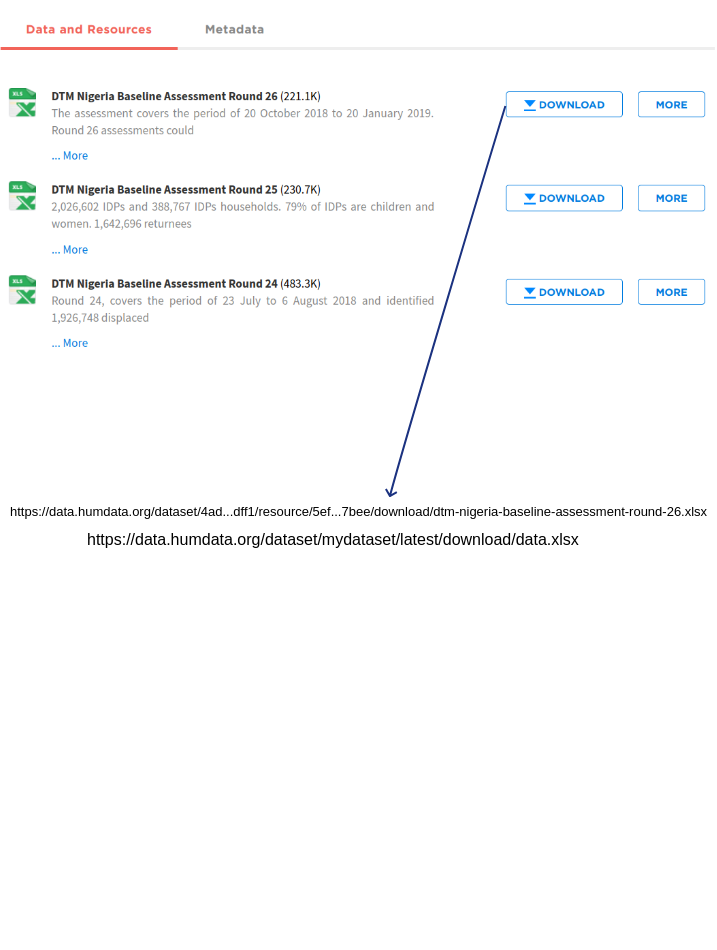 Data and Resources Metadata
XLS
DTM Nigeria Baseline Assessment Round 26 (221.1K)
DOWNLOAD MORE
The assessment covers the period of 20 October 2018 to 20 January 2019.
Round 26 assessments could
... More
XLS
DTM Nigeria Baseline Assessment Round 25 (230.7K)
DOWNLOAD MORE
2,026,602 IDPs and 388,767 IDPs households. 79% of IDPs are children and
women. 1,642,696 returnees
... More
XLS
DTM Nigeria Baseline Assessment Round 24 (483.3K)
DOWNLOAD MORE
Round 24, covers the period of 23 July to 6 August 2018 and identified
1,926,748 displaced
... More
https://data.humdata.org/dataset/4ad...dff1/resource/5ef...7bee/download/dtm-nigeria-baseline-assessment-round-26.xlsx
https://data.humdata.org/dataset/mydataset/latest/download/data.xlsx